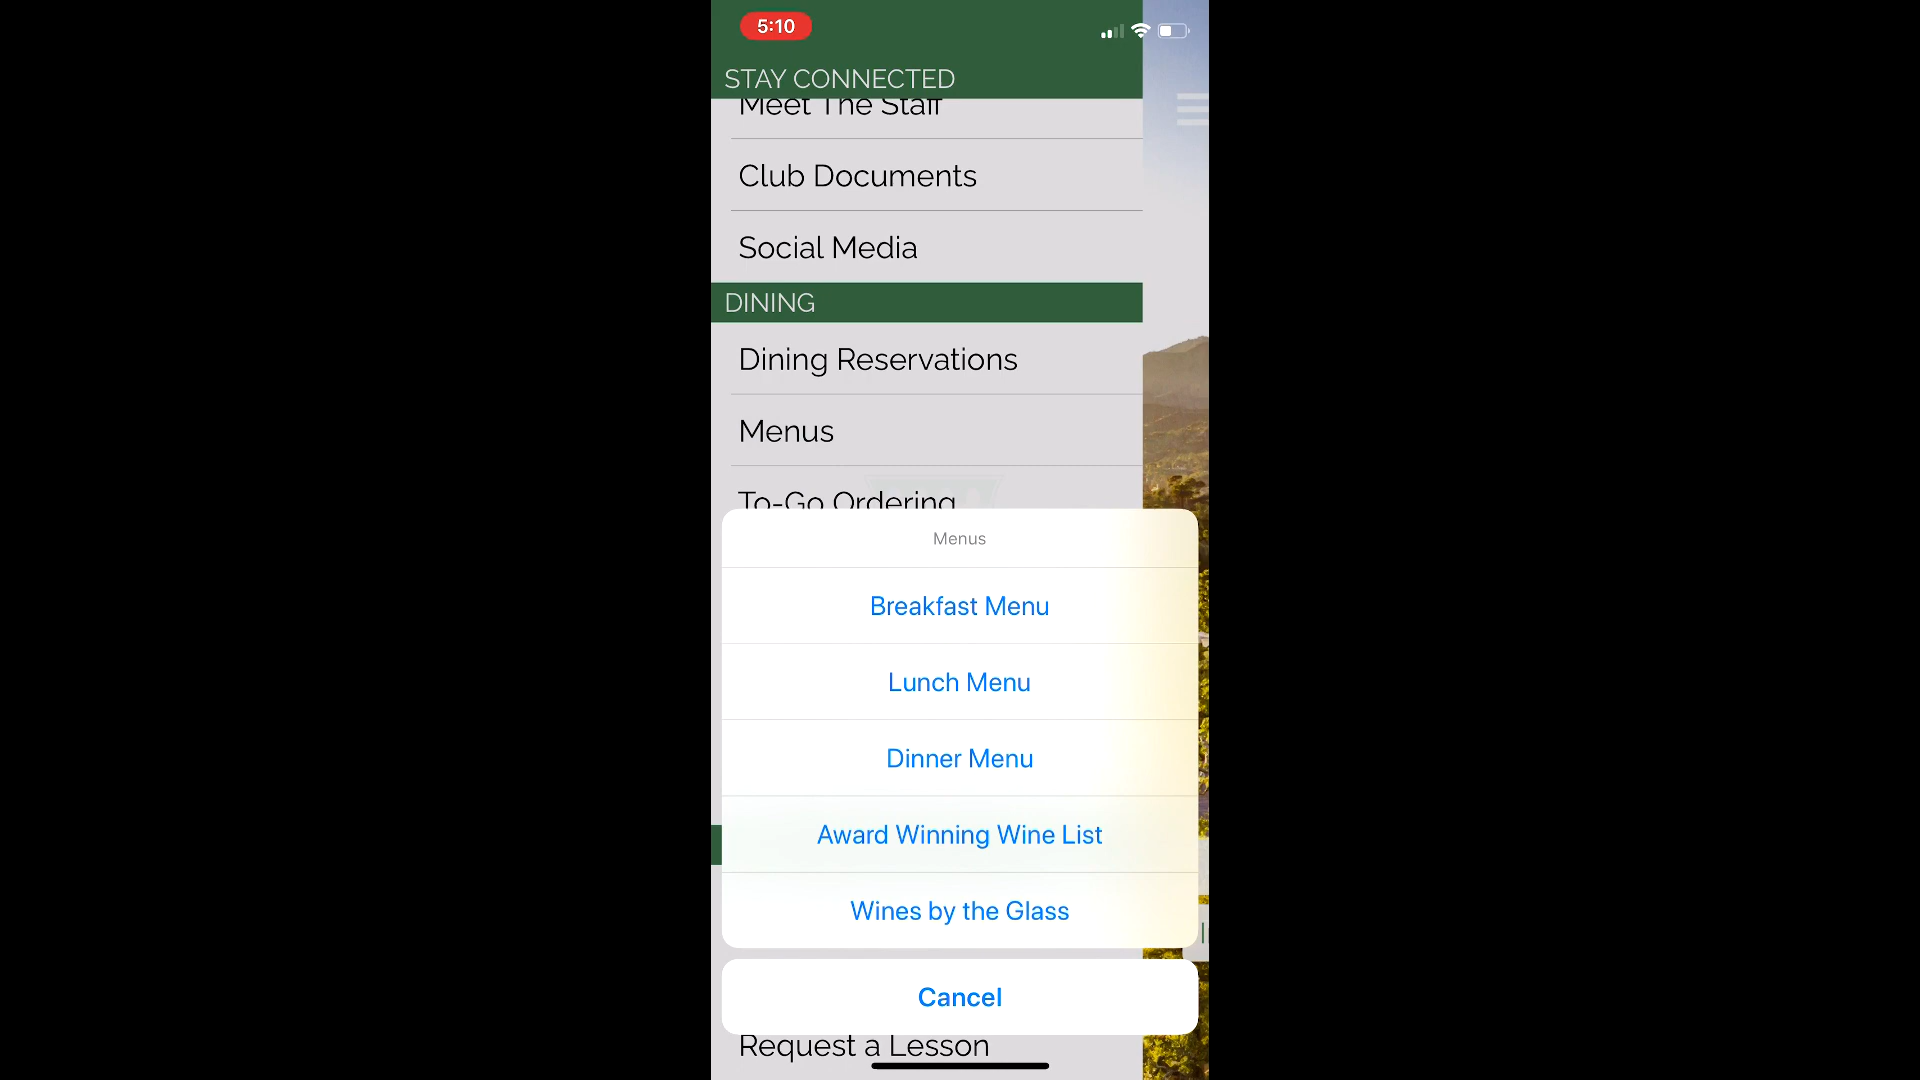 5:10
STAY CONNECTED
Meet The Staff
Club Documents
Social Media
DINING
Dining Reservations
Menus
To-Go Ordering
Menus
Breakfast Menu
Lunch Menu
Dinner Menu
Award Winning Wine List
Wines by the Glass
Cancel
Request a Lesson